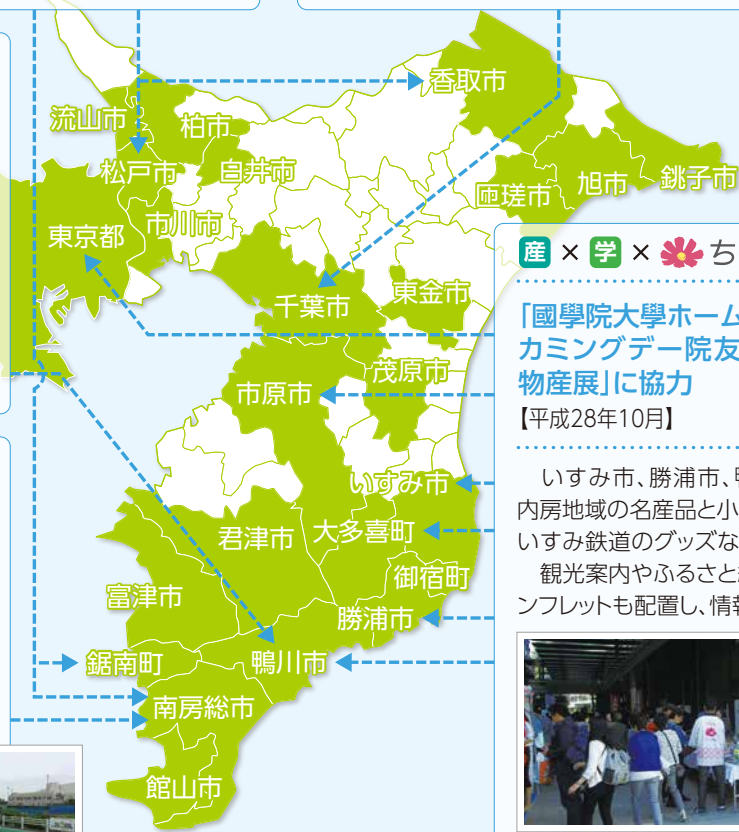 香取市
流山市
柏市
松戸市
白井市
匝瑳市
旭市
銚子市
東京都
市川市
千葉市
東金市
市原市
茂原市
いすみ市
君津市
大多喜町
御宿町
富津市
勝浦市
鋸南町
鴨川市
南房総市
館山市
産×学×ち
「國學院大學ホーム
カミングデー院友
物産展」に協力
【平成28年10月】
いすみ市、勝浦市、
内房地域の名産品と小
いすみ鉄道のグッズな
観光案内やふるさと
ンフレットも配置し、情